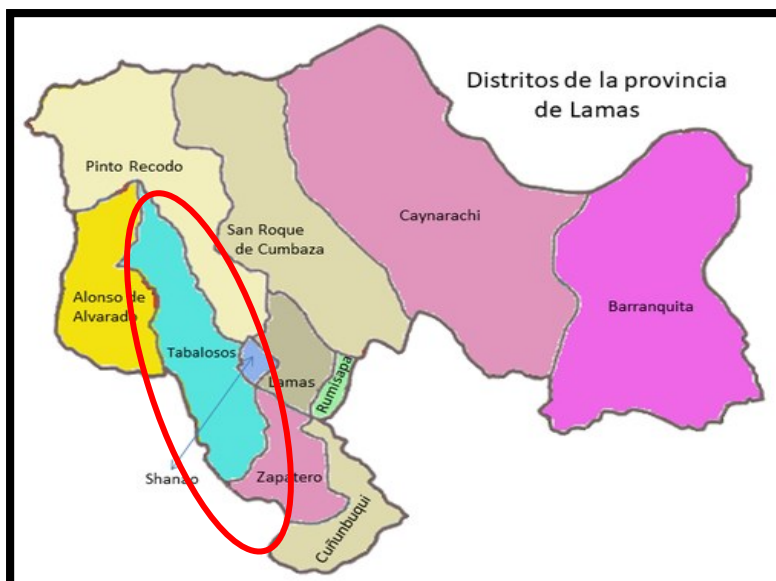 Distritos de la provincia
de Lamas
Pinto Recodo
San Roque
de Cumbaza
Caynarachi
Alonso de
Alvarado
Barranquita
Tabalosos
Lamas
Rumisapa
Shanao
Zapatero
Cuñunbuqui